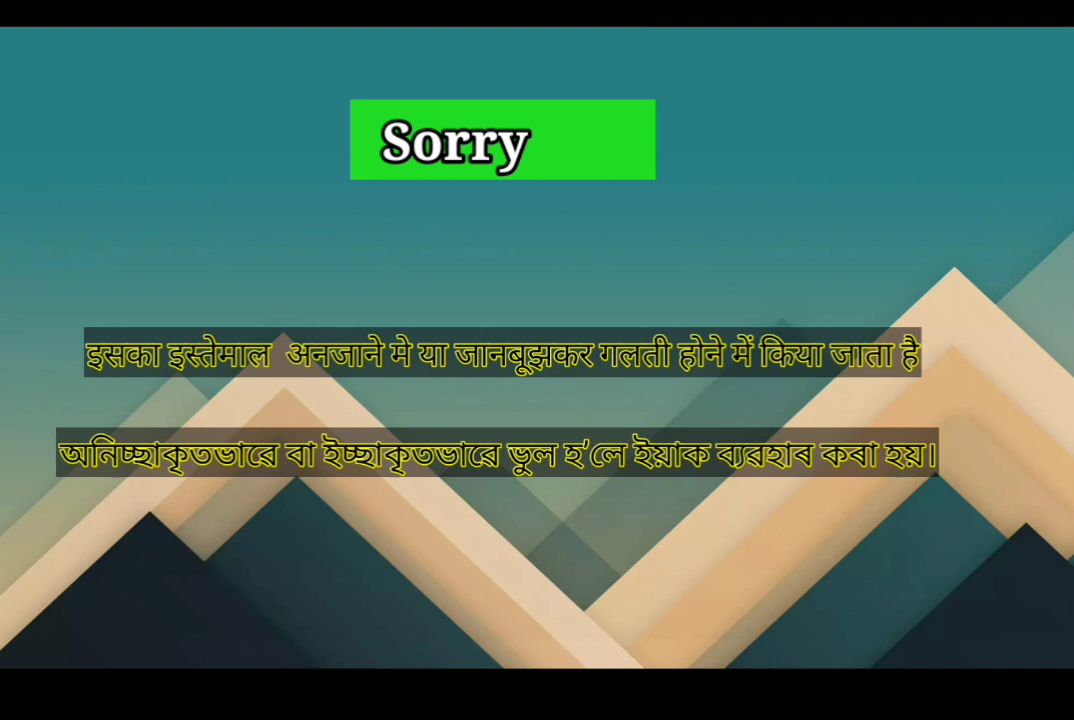 Sorry
इसका इस्तेमाल अनजाने मे या जानबूझकर गलती होने में किया जाता है
অনিচ্ছাকৃতভাৱে বা ইচ্ছাকৃতভাৱে ভুল হ’লে ইয়াক ব্যৱহাৰ কৰা হয়।